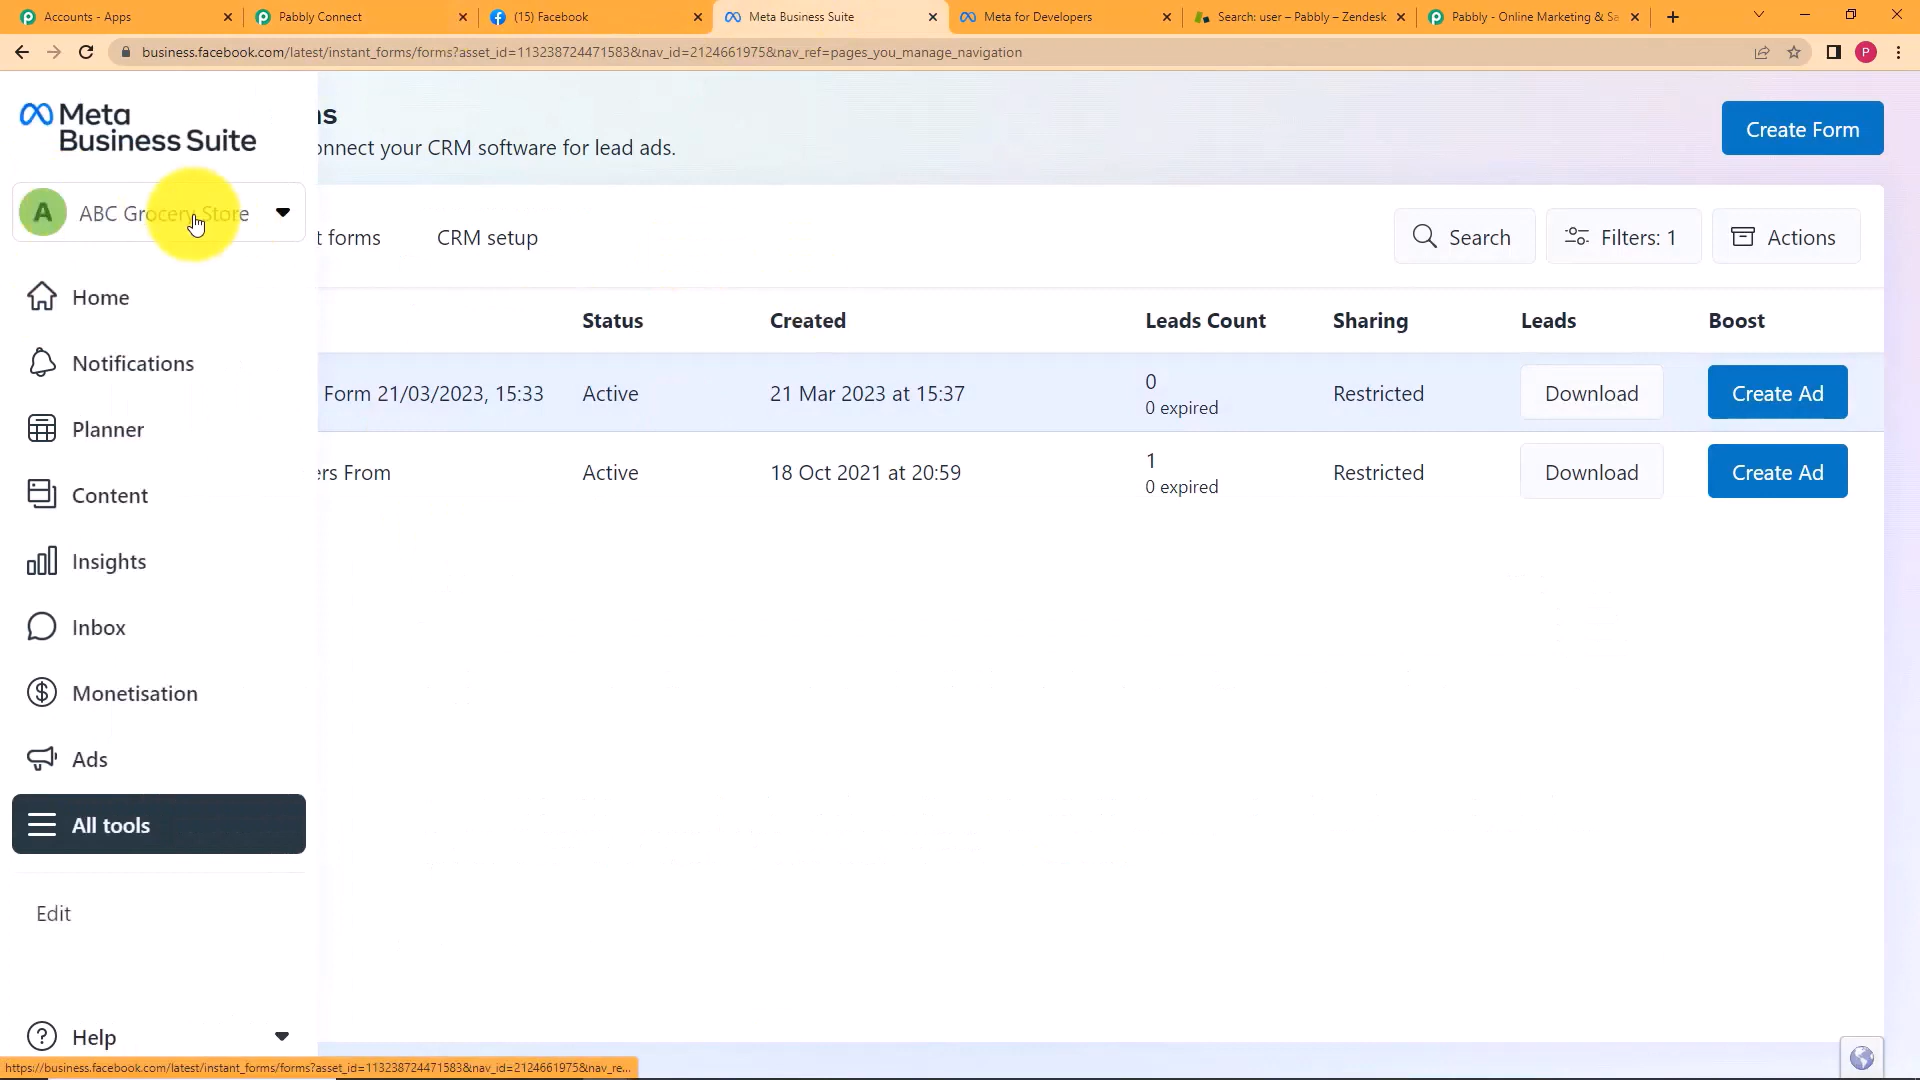 Accounts - Apps
Pabbly Connect
(15) Facebook
Meta Business Suite
Meta for Developers
Search: user – Pabbly – Zendesk
Pabbly - Online Marketing & Sa
P
business.facebook.com/latest/instant_forms/forms?asset_id=113238724471583&nav_id=2124661975&nav_ref=pages_you_manage_navigation
P
Meta
Business Suite
ns
onnect your CRM software for lead ads.
Create Form
A ABC Grocery Store
t forms
CRM setup
Search
Filters: 1
Actions
Home
Notifications
Planner
Content
Insights
Inbox
Monetisation
Ads
All tools
Edit
Help
Status Created Leads Count Sharing Leads Boost
Form 21/03/2023, 15:33 Active 21 Mar 2023 at 15:37 0 Restricted Download Create Ad
0 expired
ers From Active 18 Oct 2021 at 20:59 1 Restricted Download Create Ad
0 expired
https://business.facebook.com/latest/instant_forms/forms?asset_id=113238724471583&nav_id=2124661975&nav_re...